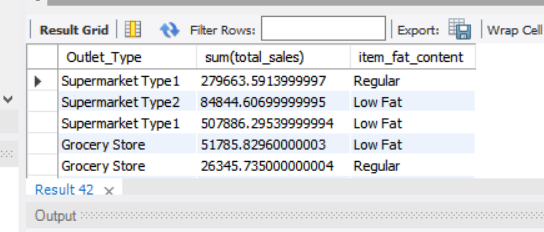 Result Grid Filter Rows: Export: Wrap Cell
Outlet_Type sum(total_sales) item_fat_content
Supermarket Type1 279663.5913999997 Regular
Supermarket Type2 84844.60699999995 Low Fat
Supermarket Type1 507886.29539999994 Low Fat
Grocery Store 51785.82960000003 Low Fat
Grocery Store 26345.735000000004 Regular
Result 42 ×
Output